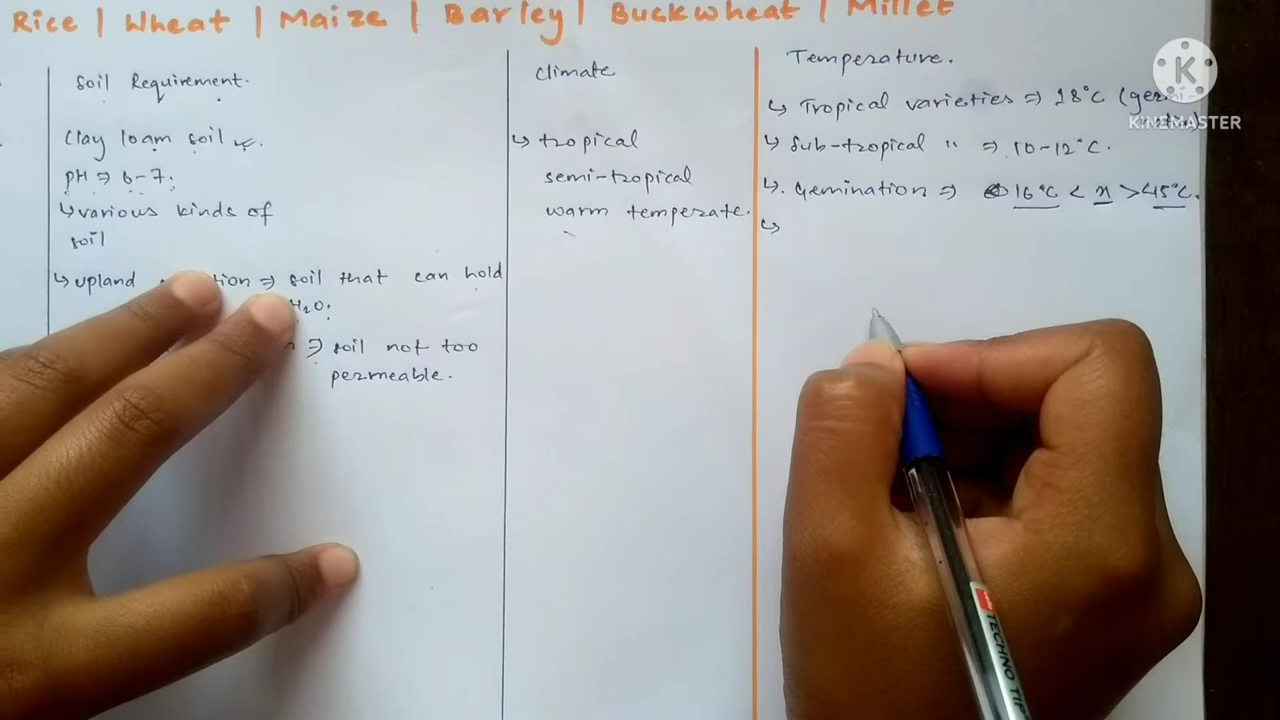 Rice | Wheat | Maize | Barley | Buckwheat | Millet
Soil Requirement.
Clay loam soil
pH ⇒ 6-7.
↳ various kinds of
soil
↳ upland ⇒ soil that can hold
H₂O.
⇒ soil not too
permeable.
Climate
↳ tropical
semi-tropical
warm temperate.
Temperature.
↳ Tropical varieties ⇒ 18°C
↳ Sub-tropical " ⇒ 10-12°C.
↳ Gemination ⇒ 16°C < x > 45°C.
↳
K
KINEMASTER
TECHNO TIP